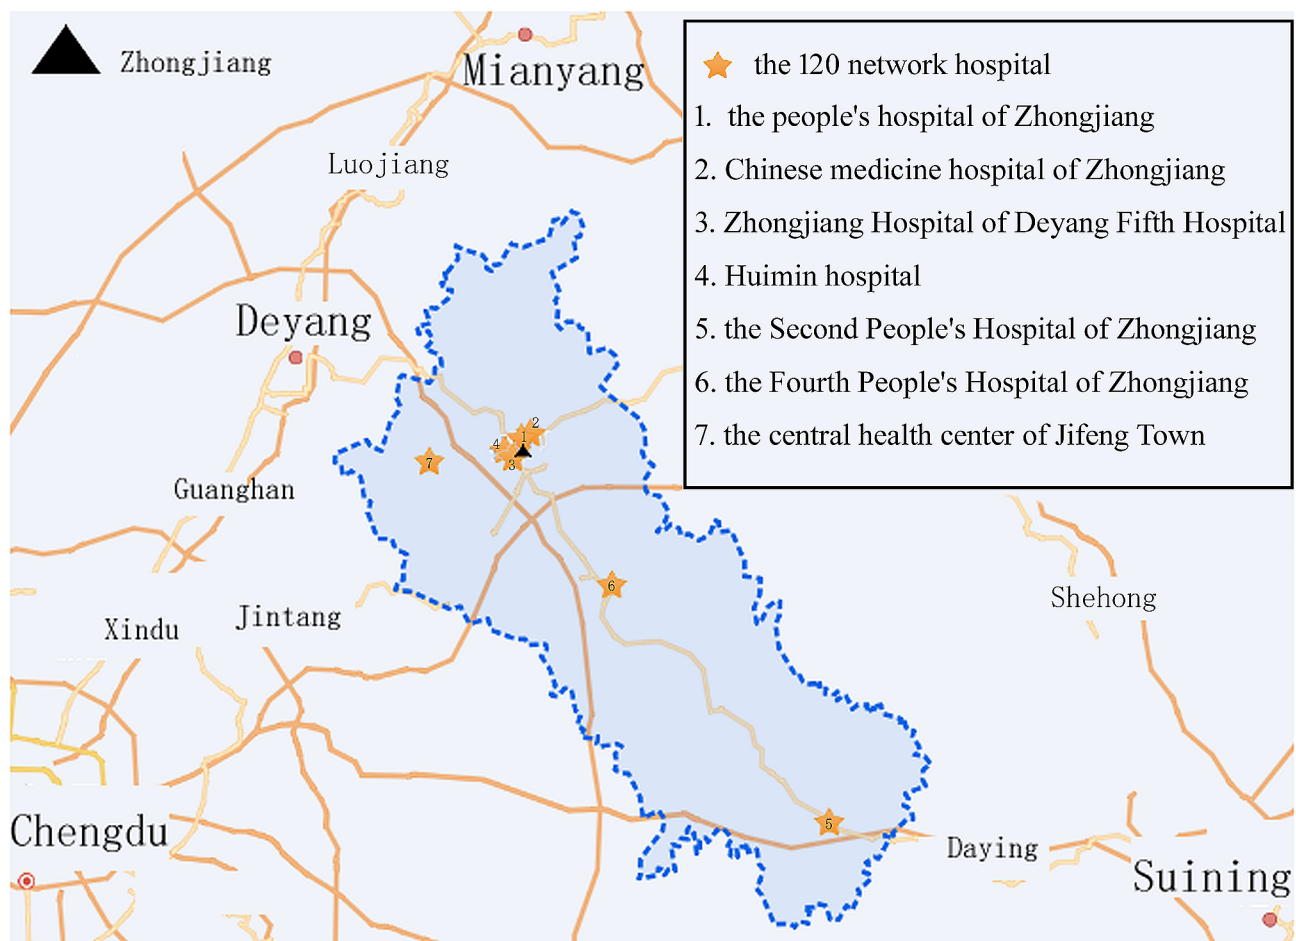 Zhongjiang
Mianyang
the 120 network hospital
1. the people's hospital of Zhongjiang
2. Chinese medicine hospital of Zhongjiang
3. Zhongjiang Hospital of Deyang Fifth Hospital
4. Huimin hospital
5. the Second People's Hospital of Zhongjiang
6. the Fourth People's Hospital of Zhongjiang
7. the central health center of Jifeng Town
Luojiang
Deyang
2
1
4
3
7
Guanghan
6
Shehong
Jintang
Xindu
5
Chengdu
Daying
Suining